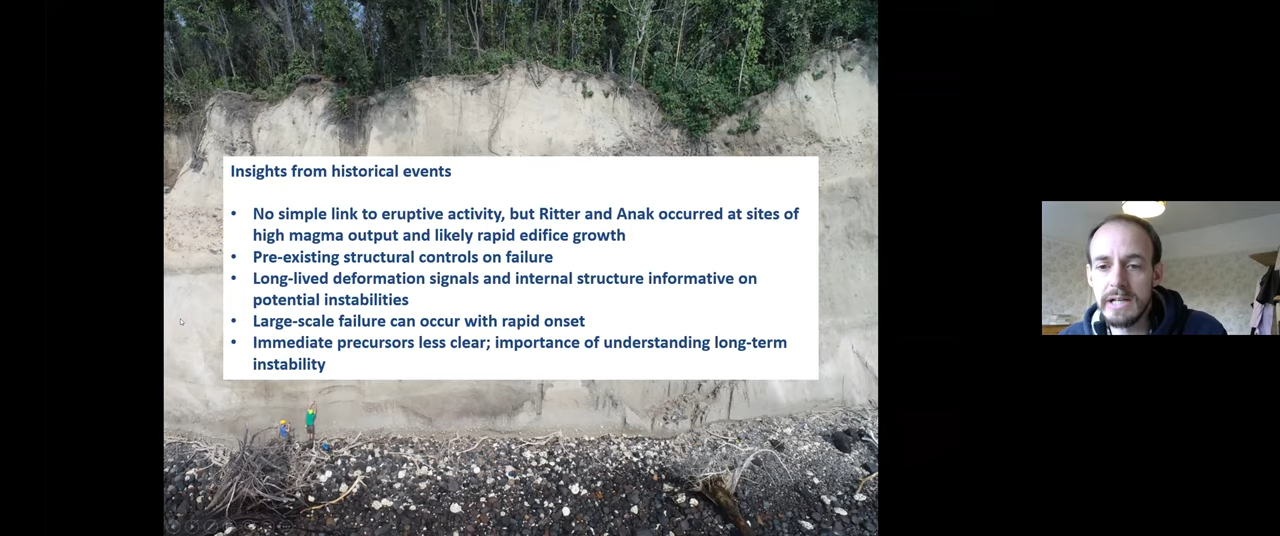 Insights from historical events
• No simple link to eruptive activity, but Ritter and Anak occurred at sites of
high magma output and likely rapid edifice growth
• Pre-existing structural controls on failure
• Long-lived deformation signals and internal structure informative on
potential instabilities
• Large-scale failure can occur with rapid onset
• Immediate precursors less clear; importance of understanding long-term
instability